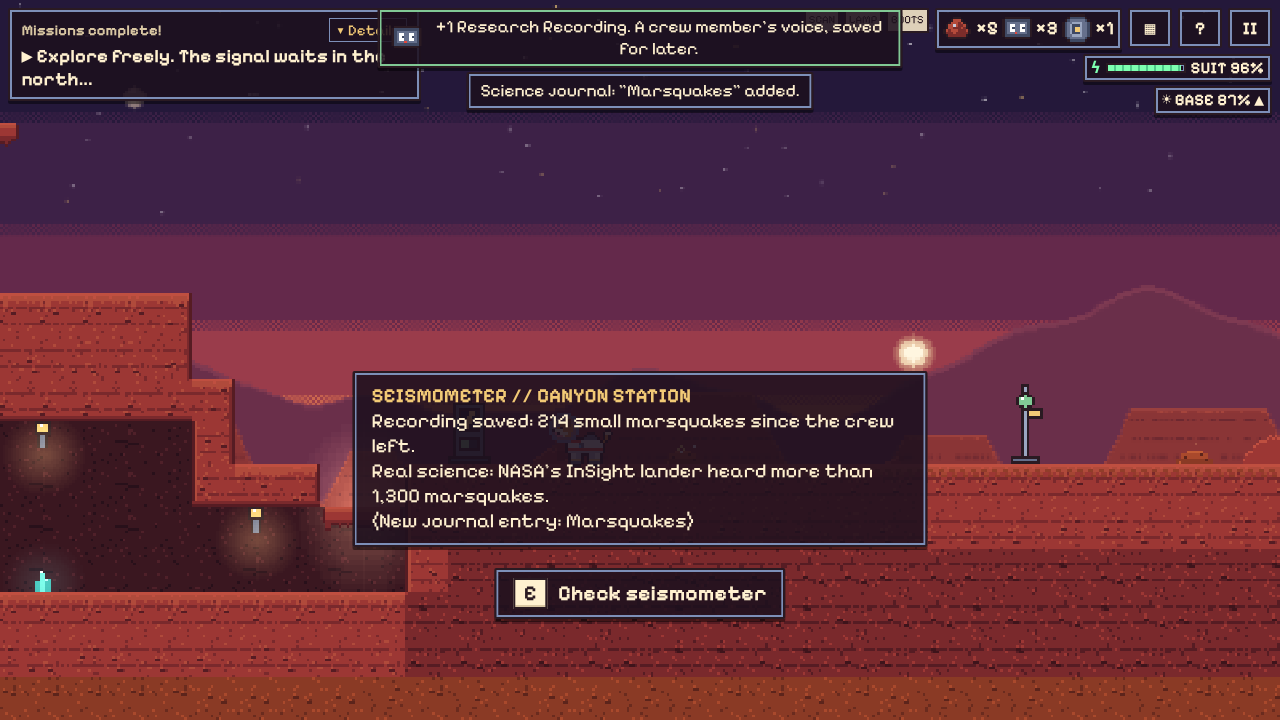 Missions complete!
▶ Explore freely. The signal waits in the
north...
+1 Research Recording. A crew member's voice, saved
for later.
Science Journal: "Marsquakes" added.
×9
×3
×1
?
II
SUIT 96%
BASE 87% ▲
SEISMOMETER // CANYON STATION
Recording saved: 214 small marsquakes since the crew
left.
Real science: NASA's InSight lander heard more than
1,300 marsquakes.
(New Journal entry: Marsquakes)
E Check seismometer